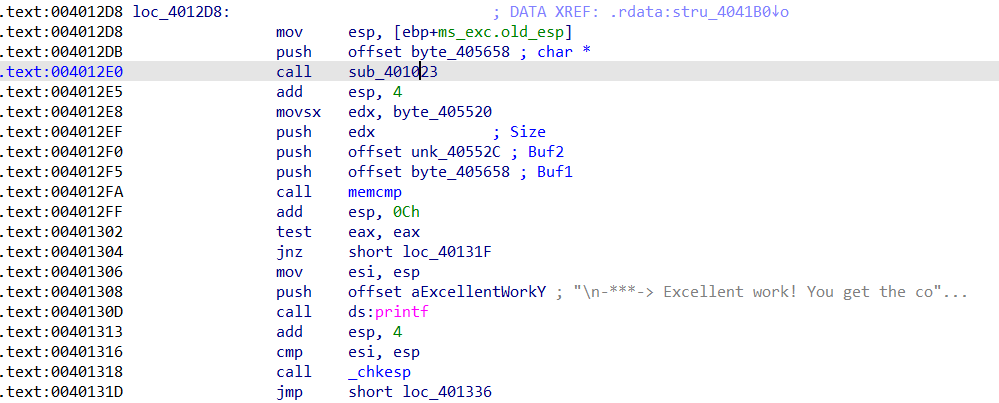 .text:004012D8 loc_4012D8: ; DATA XREF: .rdata:stru_4041B0↓o
.text:004012D8 mov esp, [ebp+ms_exc.old_esp]
.text:004012DB push offset byte_405658 ; char *
.text:004012E0 call sub_401023
.text:004012E5 add esp, 4
.text:004012E8 movsx edx, byte_405520
.text:004012EF push edx ; Size
.text:004012F0 push offset unk_40552C ; Buf2
.text:004012F5 push offset byte_405658 ; Buf1
.text:004012FA call memcmp
.text:004012FF add esp, 0Ch
.text:00401302 test eax, eax
.text:00401304 jnz short loc_40131F
.text:00401306 mov esi, esp
.text:00401308 push offset aExcellentWorkY ; "\n-***-> Excellent work! You get the co"...
.text:0040130D call ds:printf
.text:00401313 add esp, 4
.text:00401316 cmp esi, esp
.text:00401318 call _chkesp
.text:0040131D jmp short loc_401336